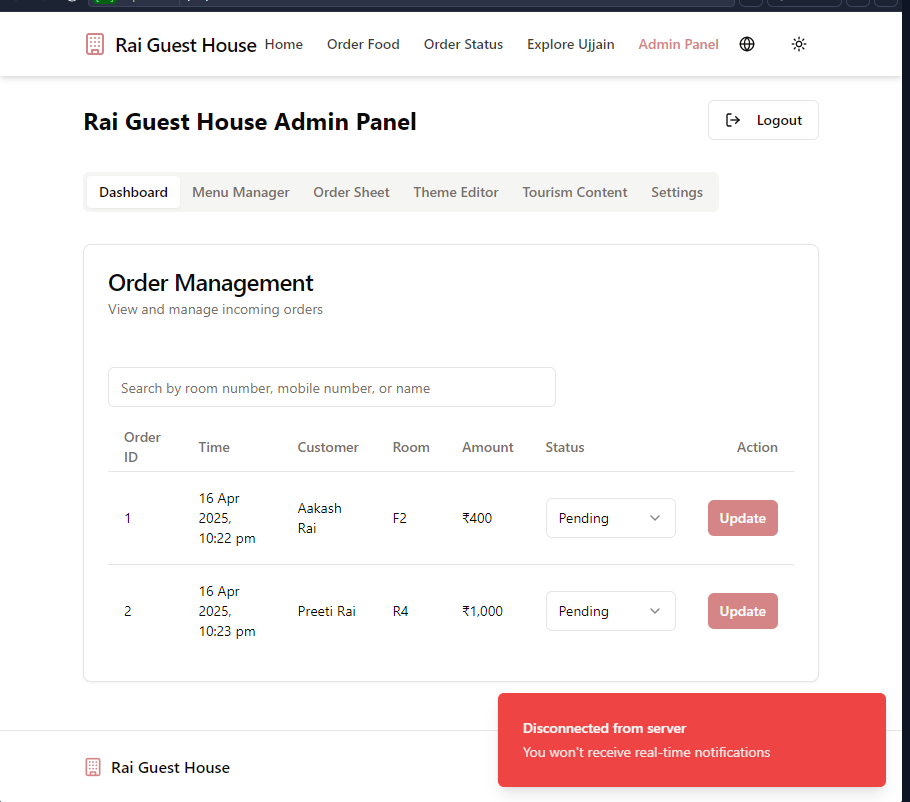 Rai Guest House Home Order Food Order Status Explore Ujjain Admin Panel
Rai Guest House Admin Panel
Logout
Dashboard Menu Manager Order Sheet Theme Editor Tourism Content Settings
Order Management
View and manage incoming orders
Search by room number, mobile number, or name
Order ID Time Customer Room Amount Status Action
1 16 Apr 2025, 10:22 pm Aakash Rai F2 ₹400 Pending Update
2 16 Apr 2025, 10:23 pm Preeti Rai R4 ₹1,000 Pending Update
Disconnected from server
You won't receive real-time notifications
Rai Guest House